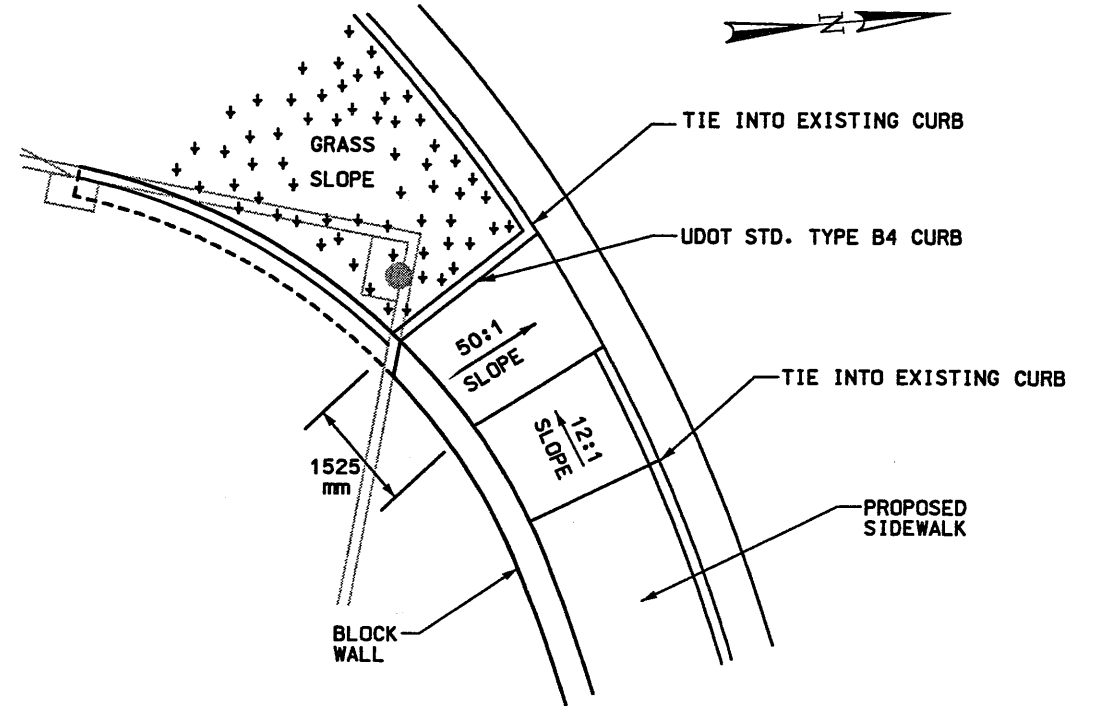 N
TIE INTO EXISTING CURB
GRASS
SLOPE
UDOT STD. TYPE B4 CURB
50:1
SLOPE
TIE INTO EXISTING CURB
12:1
SLOPE
1525
mm
PROPOSED
SIDEWALK
BLOCK
WALL